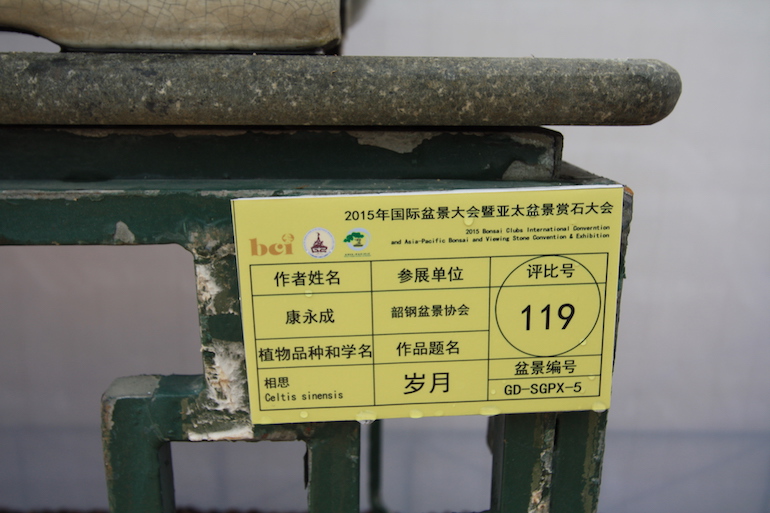 2015年国际盆景大会暨亚太盆景赏石大会
2015 Bonsai Clubs International Converntion
and Asia-Pacific Bonsai and Viewing Stone Convantion & Exhibition
bci
作者姓名
参展单位
评比号
康永成
韶钢盆景协会
119
植物品种和学名
作品题名
盆景编号
相思
Celtis sinensis
岁月
GD-SGPX-5